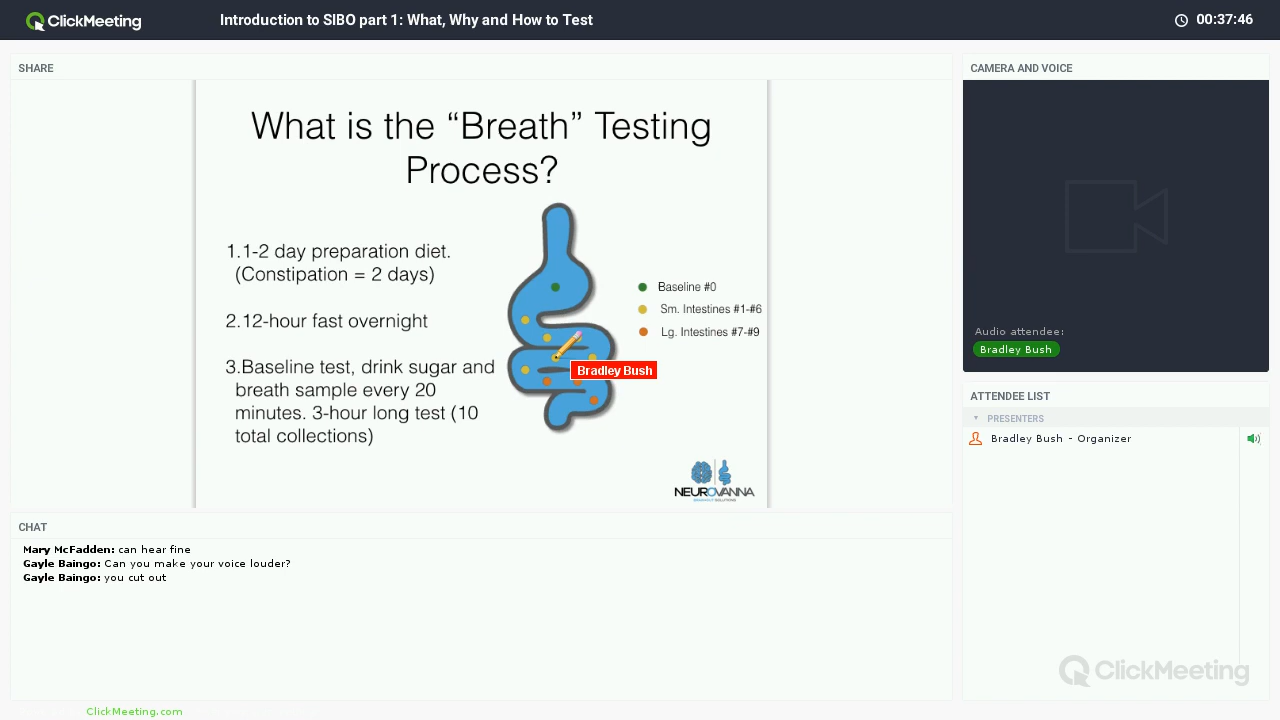 ClickMeeting
Introduction to SIBO part 1: What, Why and How to Test
00:37:46
SHARE
What is the “Breath” Testing
Process?
1.1-2 day preparation diet.
(Constipation = 2 days)
2.12-hour fast overnight
3.Baseline test, drink sugar and
breath sample every 20
minutes. 3-hour long test (10
total collections)
Baseline #0
Sm. Intestines #1-#6
Lg. Intestines #7-#9
Bradley Bush
NEUROVANNA
CHAT
Mary McFadden: can hear fine
Gayle Baingo: Can you make your voice louder?
Gayle Baingo: you cut out
CAMERA AND VOICE
Audio attendee:
Bradley Bush
ATTENDEE LIST
PRESENTERS
Bradley Bush - Organizer
ClickMeeting
ClickMeeting.com